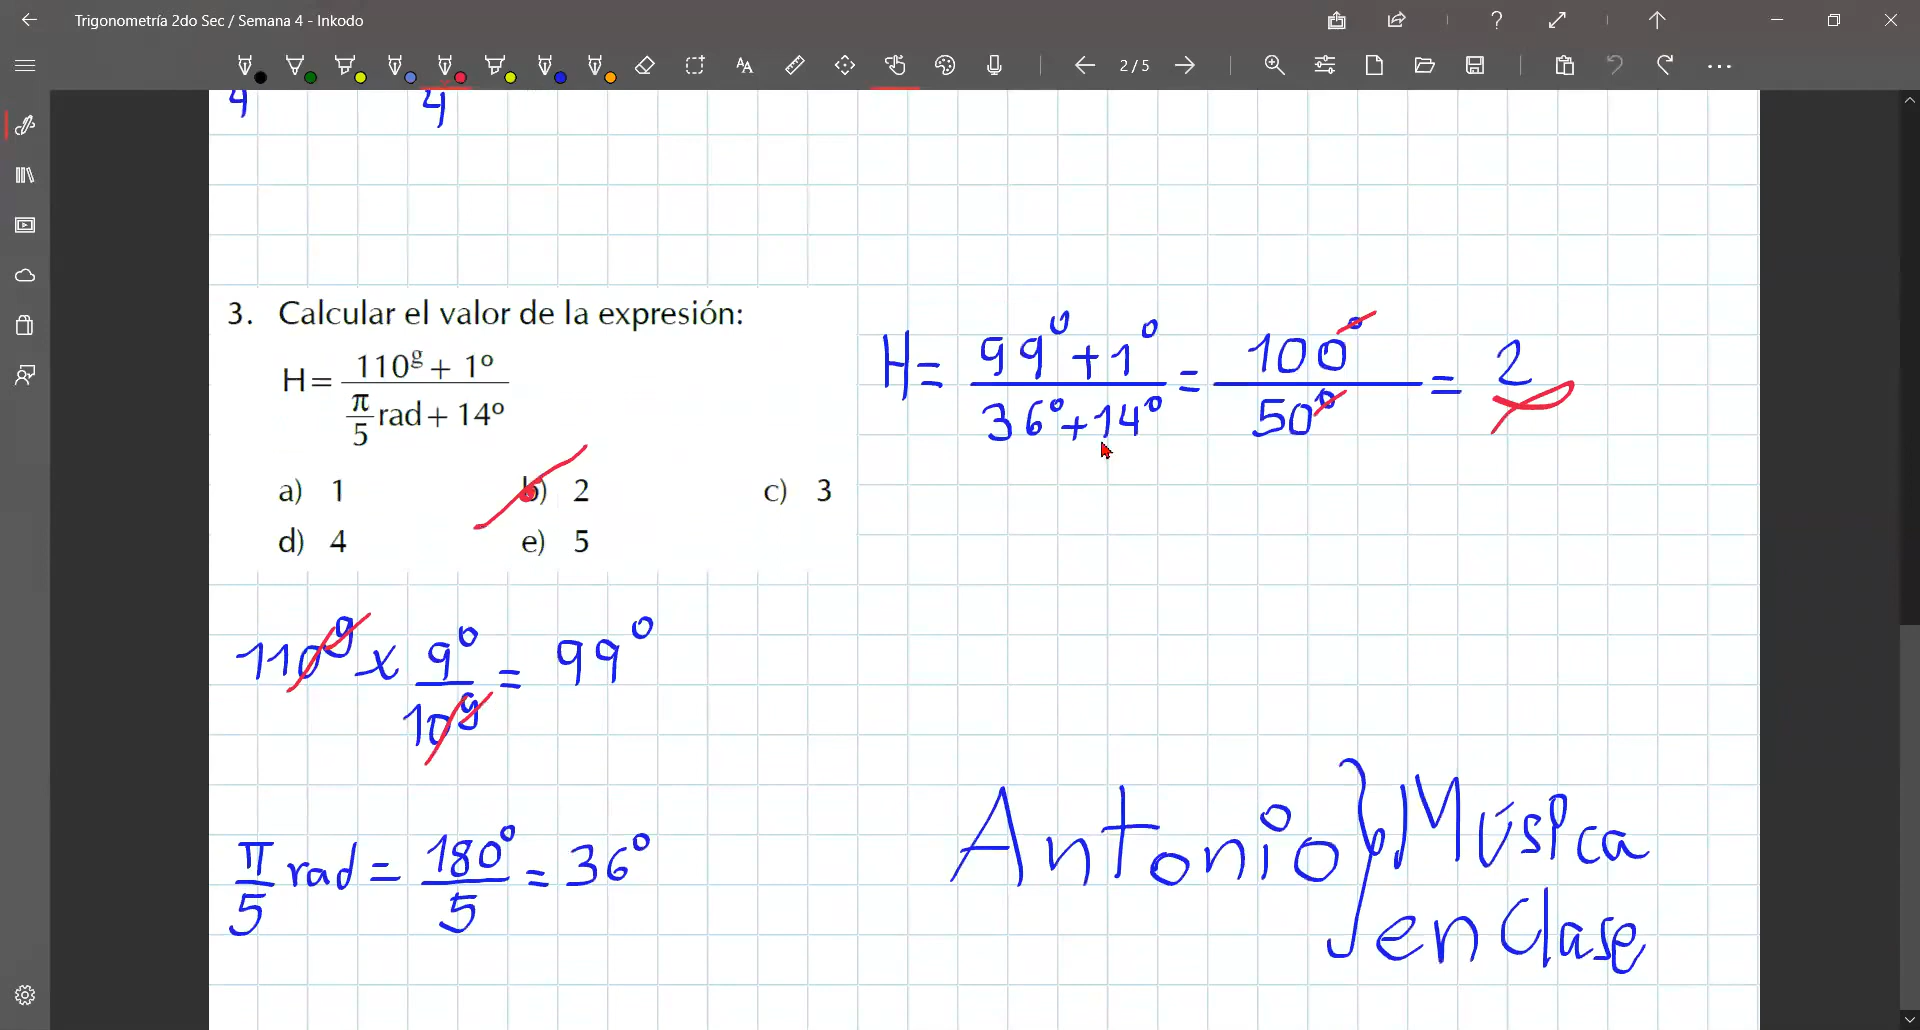 Trigonometría 2do Sec / Semana 4 - Inkodo
2 / 5
4 4
3. Calcular el valor de la expresión:
H = (110^g + 1°) / (π/5 rad + 14°)
a) 1 b) 2 c) 3
d) 4 e) 5
H = (99° + 1°) / (36° + 14°) = 100° / 50° = 2
110^g x 9° / 10^g = 99°
π/5 rad = 180° / 5 = 36°
Antonio } Música
en Clase